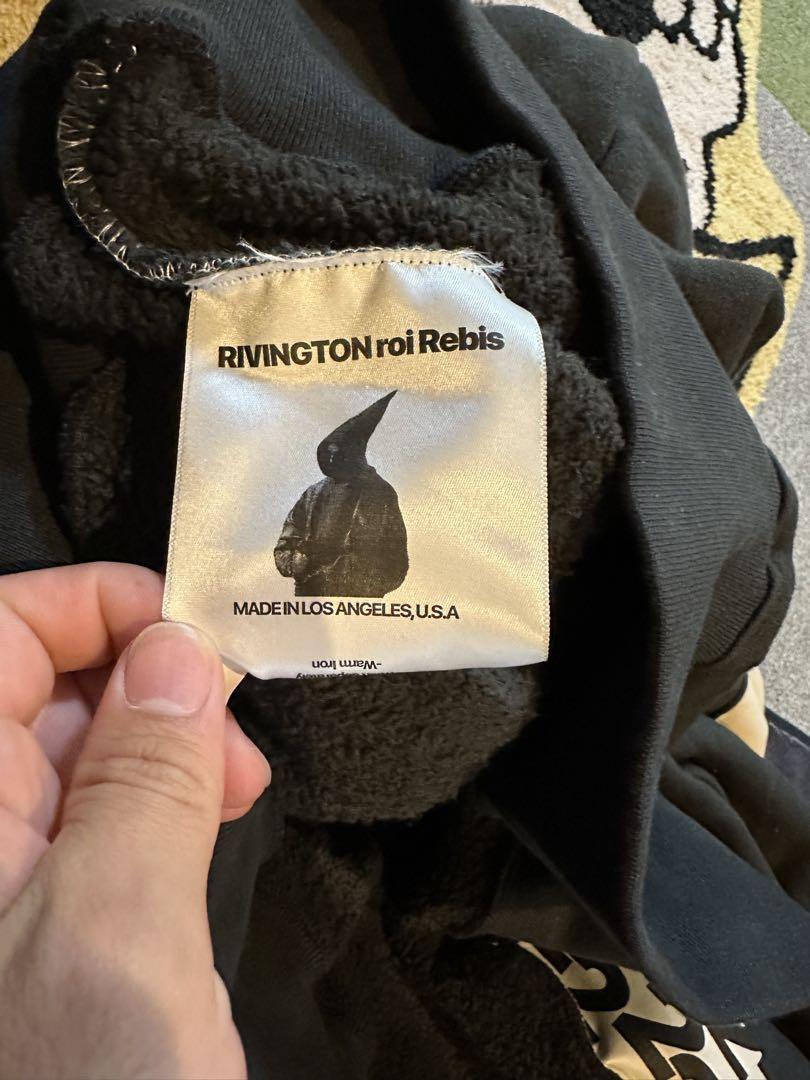 RIVINGTON roi Rebis
MADE IN LOS ANGELES, U.S.A
-Warm Iron